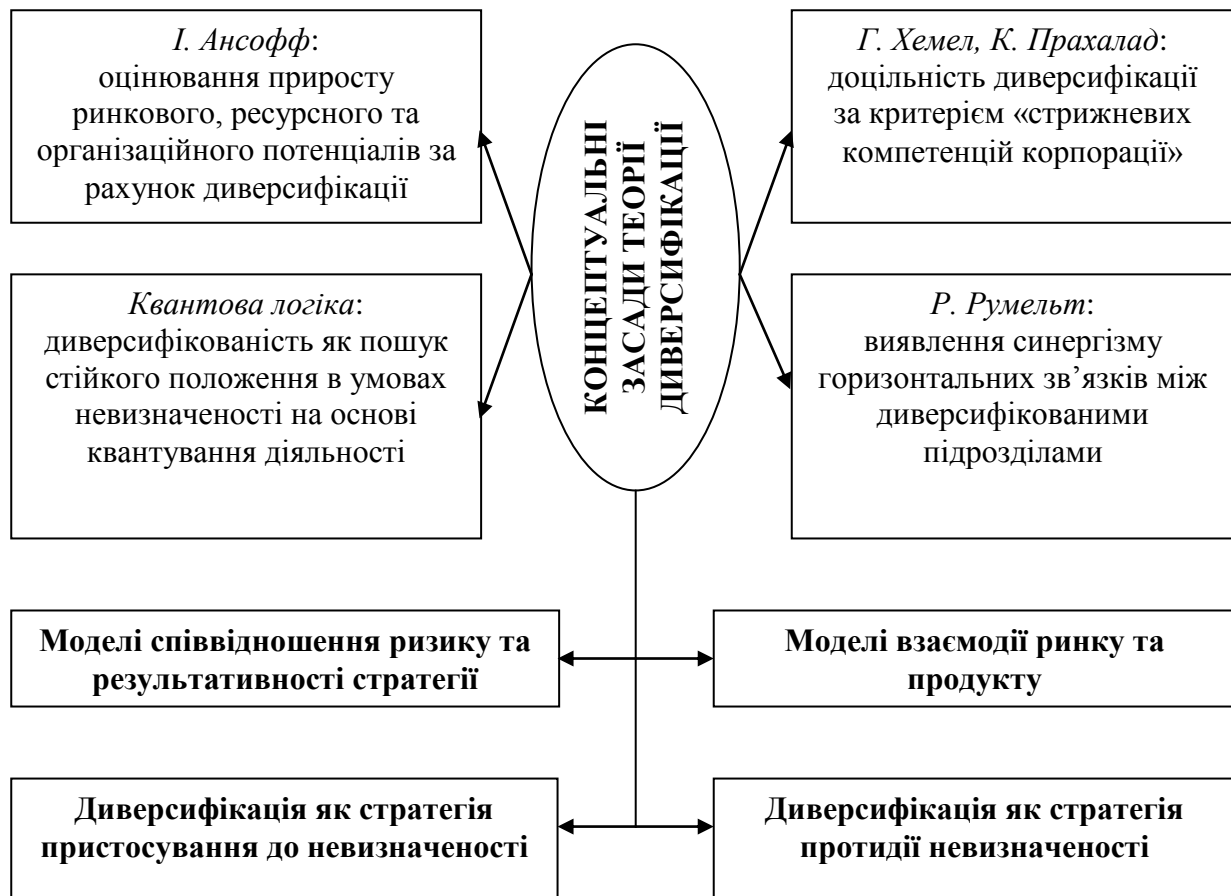 І. Ансофф:
оцінювання приросту
ринкового, ресурсного та
організаційного потенціалів за
рахунок диверсифікації
Квантова логіка:
диверсифікованість як пошук
стійкого положення в умовах
невизначеності на основі
квантування діяльності
КОНЦЕПТУАЛЬНІ
ЗАСАДИ ТЕОРІЇ
ДИВЕРСИФІКАЦІЇ
Г. Хемел, К. Прахалад:
доцільність диверсифікації
за критерієм «стрижневих
компетенцій корпорації»
Р. Румельт:
виявлення синергізму
горизонтальних зв’язків між
диверсифікованими
підрозділами
Моделі співвідношення ризику та
результативності стратегії
Моделі взаємодії ринку та
продукту
Диверсифікація як стратегія
пристосування до невизначеності
Диверсифікація як стратегія
протидії невизначеності